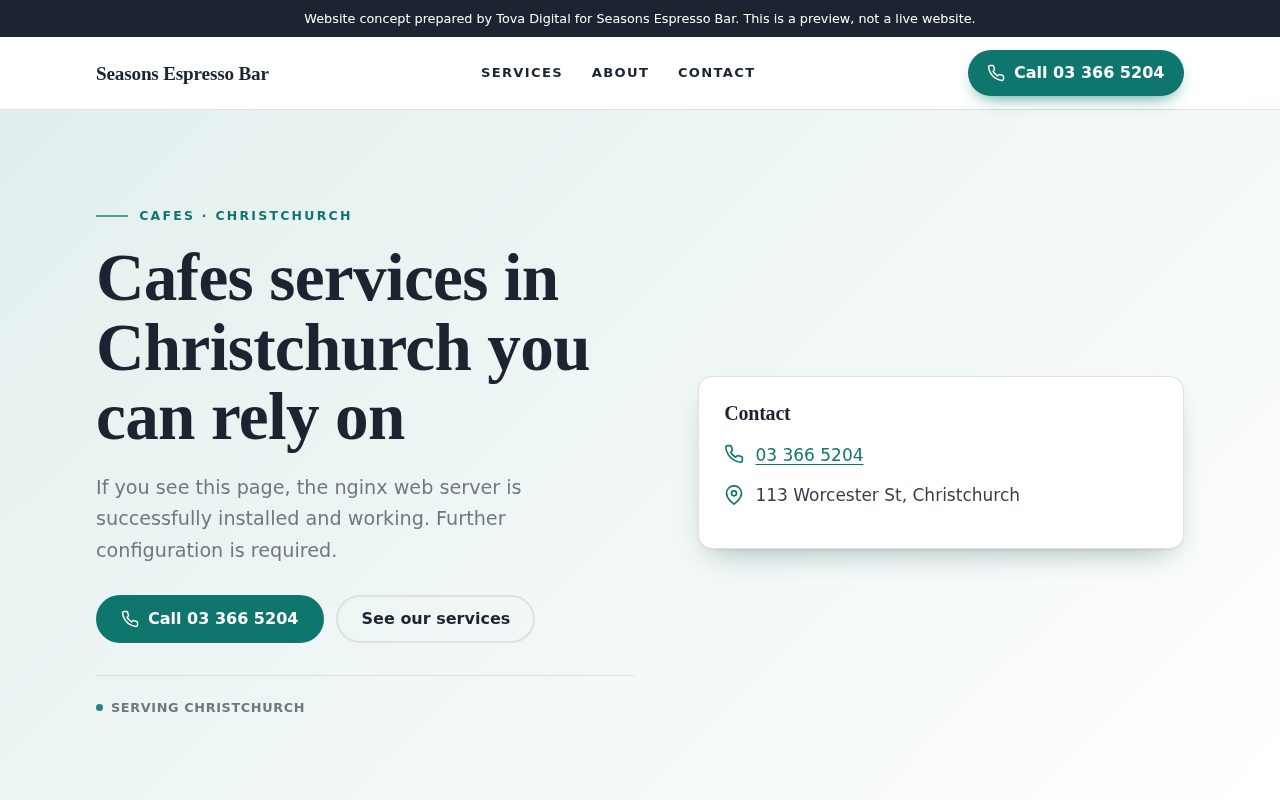 Website concept prepared by Tova Digital for Seasons Espresso Bar. This is a preview, not a live website.
Seasons Espresso Bar
SERVICES
ABOUT
CONTACT
Call 03 366 5204
CAFES · CHRISTCHURCH
Cafes services in
Christchurch you
can rely on
If you see this page, the nginx web server is
successfully installed and working. Further
configuration is required.
Call 03 366 5204
See our services
SERVING CHRISTCHURCH
Contact
03 366 5204
113 Worcester St, Christchurch